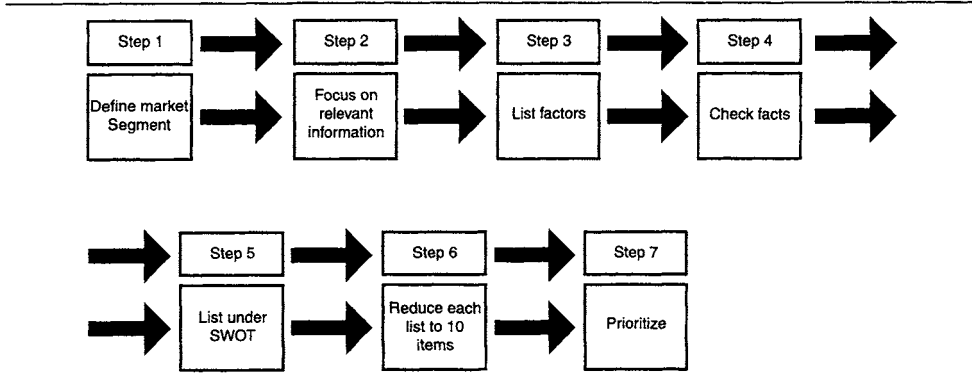 Step 1
Step 2
Step 3
Step 4
Define market
Segment
Focus on
relevant
information
List factors
Check facts
Step 5
Step 6
Step 7
List under
SWOT
Reduce each
list to 10
items
Prioritize